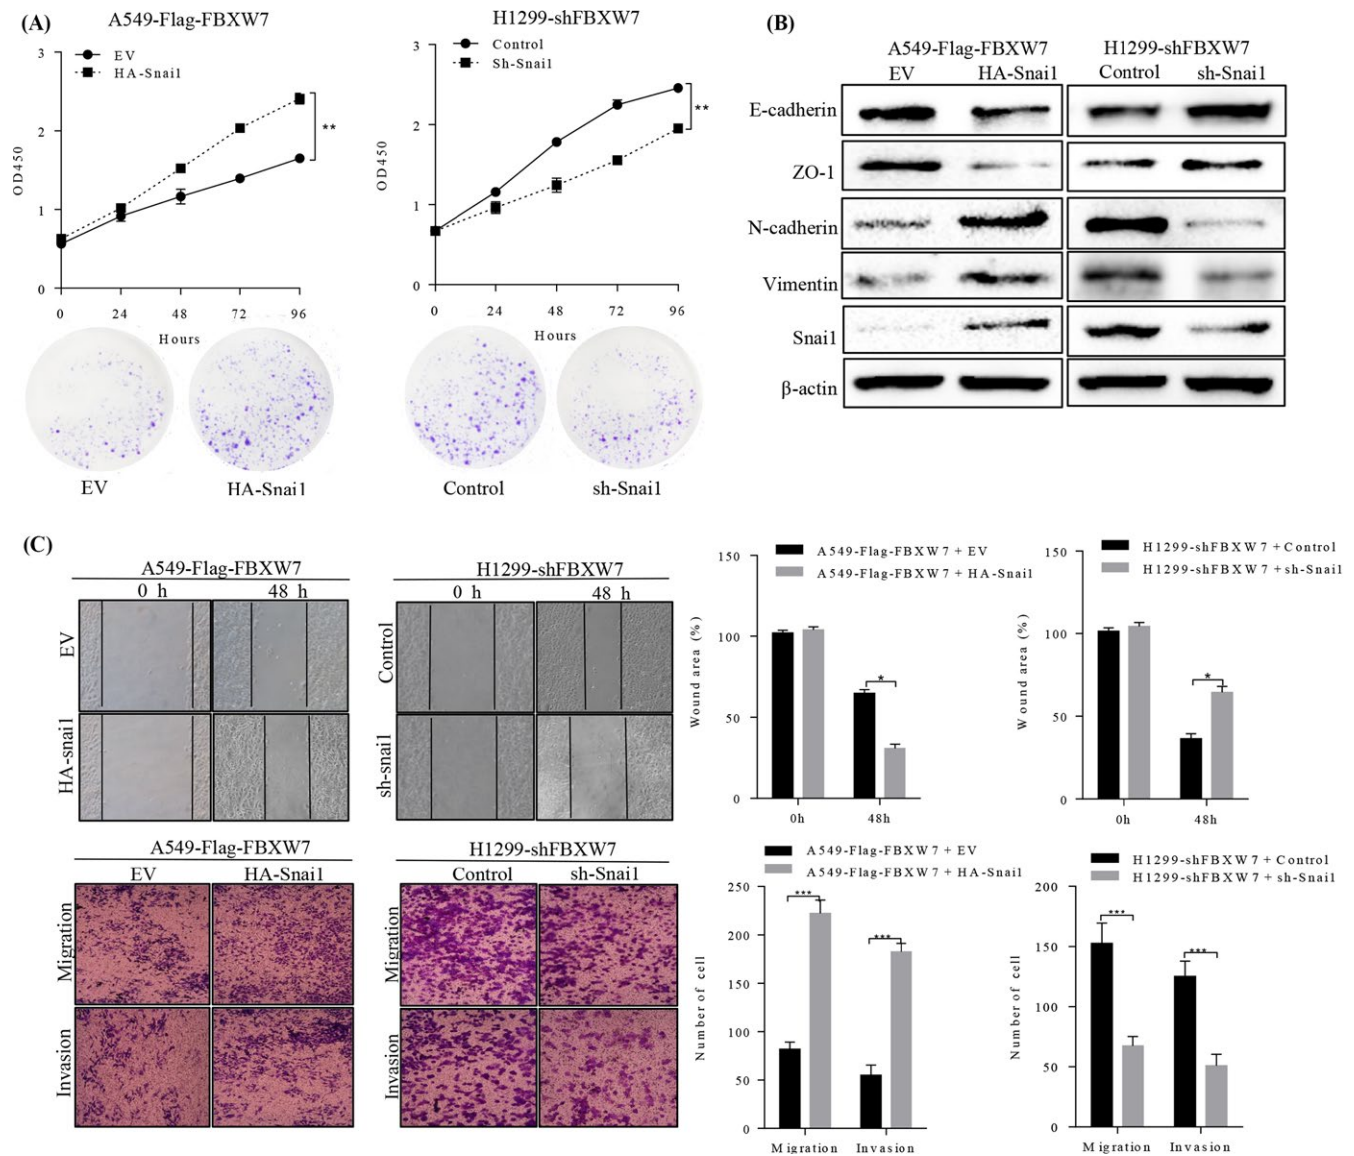 (A)
A549-Flag-FBXW7
EV
HA-Snai1
3
2
1
0
OD450
**
0 24 48 72 96
Hours
EV
HA-Snai1
H1299-shFBXW7
Control
Sh-Snai1
3
2
1
0
OD450
**
0 24 48 72 96
Hours
Control
sh-Snai1
(B)
A549-Flag-FBXW7
H1299-shFBXW7
EV HA-Snai1
Control sh-Snai1
E-cadherin
ZO-1
N-cadherin
Vimentin
Snai1
β-actin
(C)
A549-Flag-FBXW7
0 h 48 h
EV
HA-snai1
H1299-shFBXW7
0 h 48 h
Control
sh-snai1
A549-Flag-FBXW7 + EV
A549-Flag-FBXW7 + HA-Snai1
150
100
50
0
Wound area (%)
*
0h 48h
H1299-shFBXW7 + Control
H1299-shFBXW7 + sh-Snai1
150
100
50
0
Wound area (%)
*
0h 48h
A549-Flag-FBXW7
EV HA-Snai1
Migration
Invasion
H1299-shFBXW7
Control sh-Snai1
Migration
Invasion
A549-Flag-FBXW7 + EV
A549-Flag-FBXW7 + HA-Snai1
250
200
150
100
50
0
Number of cell
***
***
Migration Invasion
H1299-shFBXW7 + Control
H1299-shFBXW7 + sh-Snai1
200
150
100
50
0
Number of cell
***
***
Migration Invasion